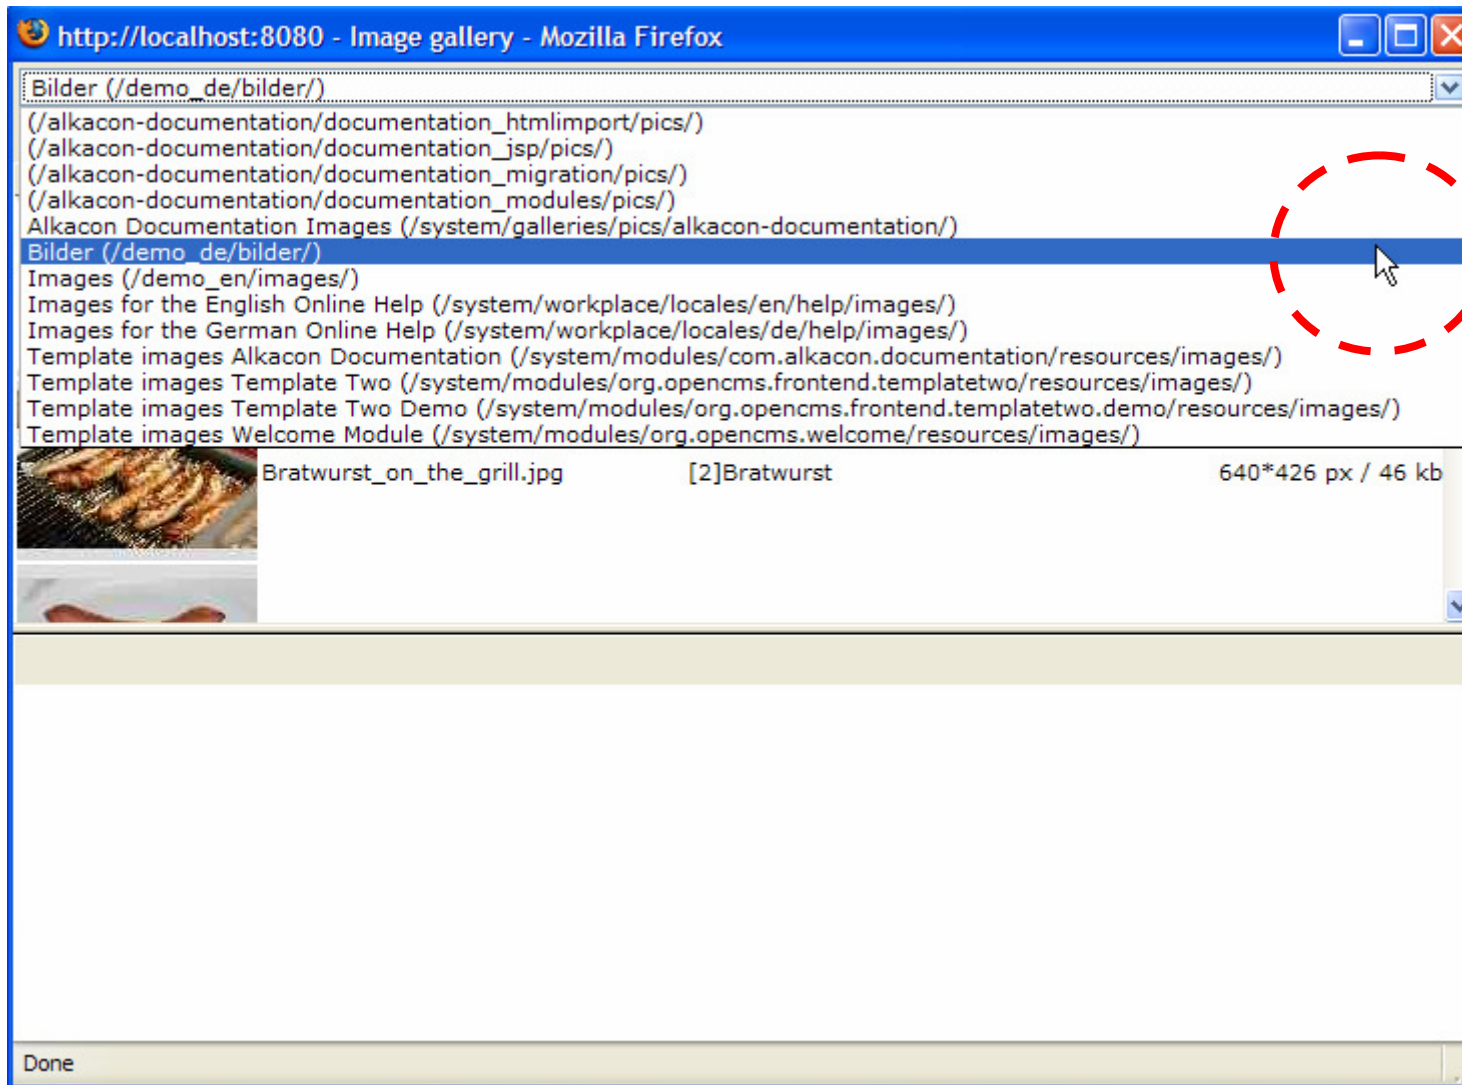 http://localhost:8080 - Image gallery - Mozilla Firefox
Bilder (/demo_de/bilder/)
(/alkacon-documentation/documentation_htmlimport/pics/)
(/alkacon-documentation/documentation_jsp/pics/)
(/alkacon-documentation/documentation_migration/pics/)
(/alkacon-documentation/documentation_modules/pics/)
Alkacon Documentation Images (/system/galleries/pics/alkacon-documentation/)
Bilder (/demo_de/bilder/)
Images (/demo_en/images/)
Images for the English Online Help (/system/workplace/locales/en/help/images/)
Images for the German Online Help (/system/workplace/locales/de/help/images/)
Template images Alkacon Documentation (/system/modules/com.alkacon.documentation/resources/images/)
Template images Template Two (/system/modules/org.opencms.frontend.templatetwo/resources/images/)
Template images Template Two Demo (/system/modules/org.opencms.frontend.templatetwo.demo/resources/images/)
Template images Welcome Module (/system/modules/org.opencms.welcome/resources/images/)
Bratwurst_on_the_grill.jpg [2]Bratwurst 640*426 px / 46 kb
Done